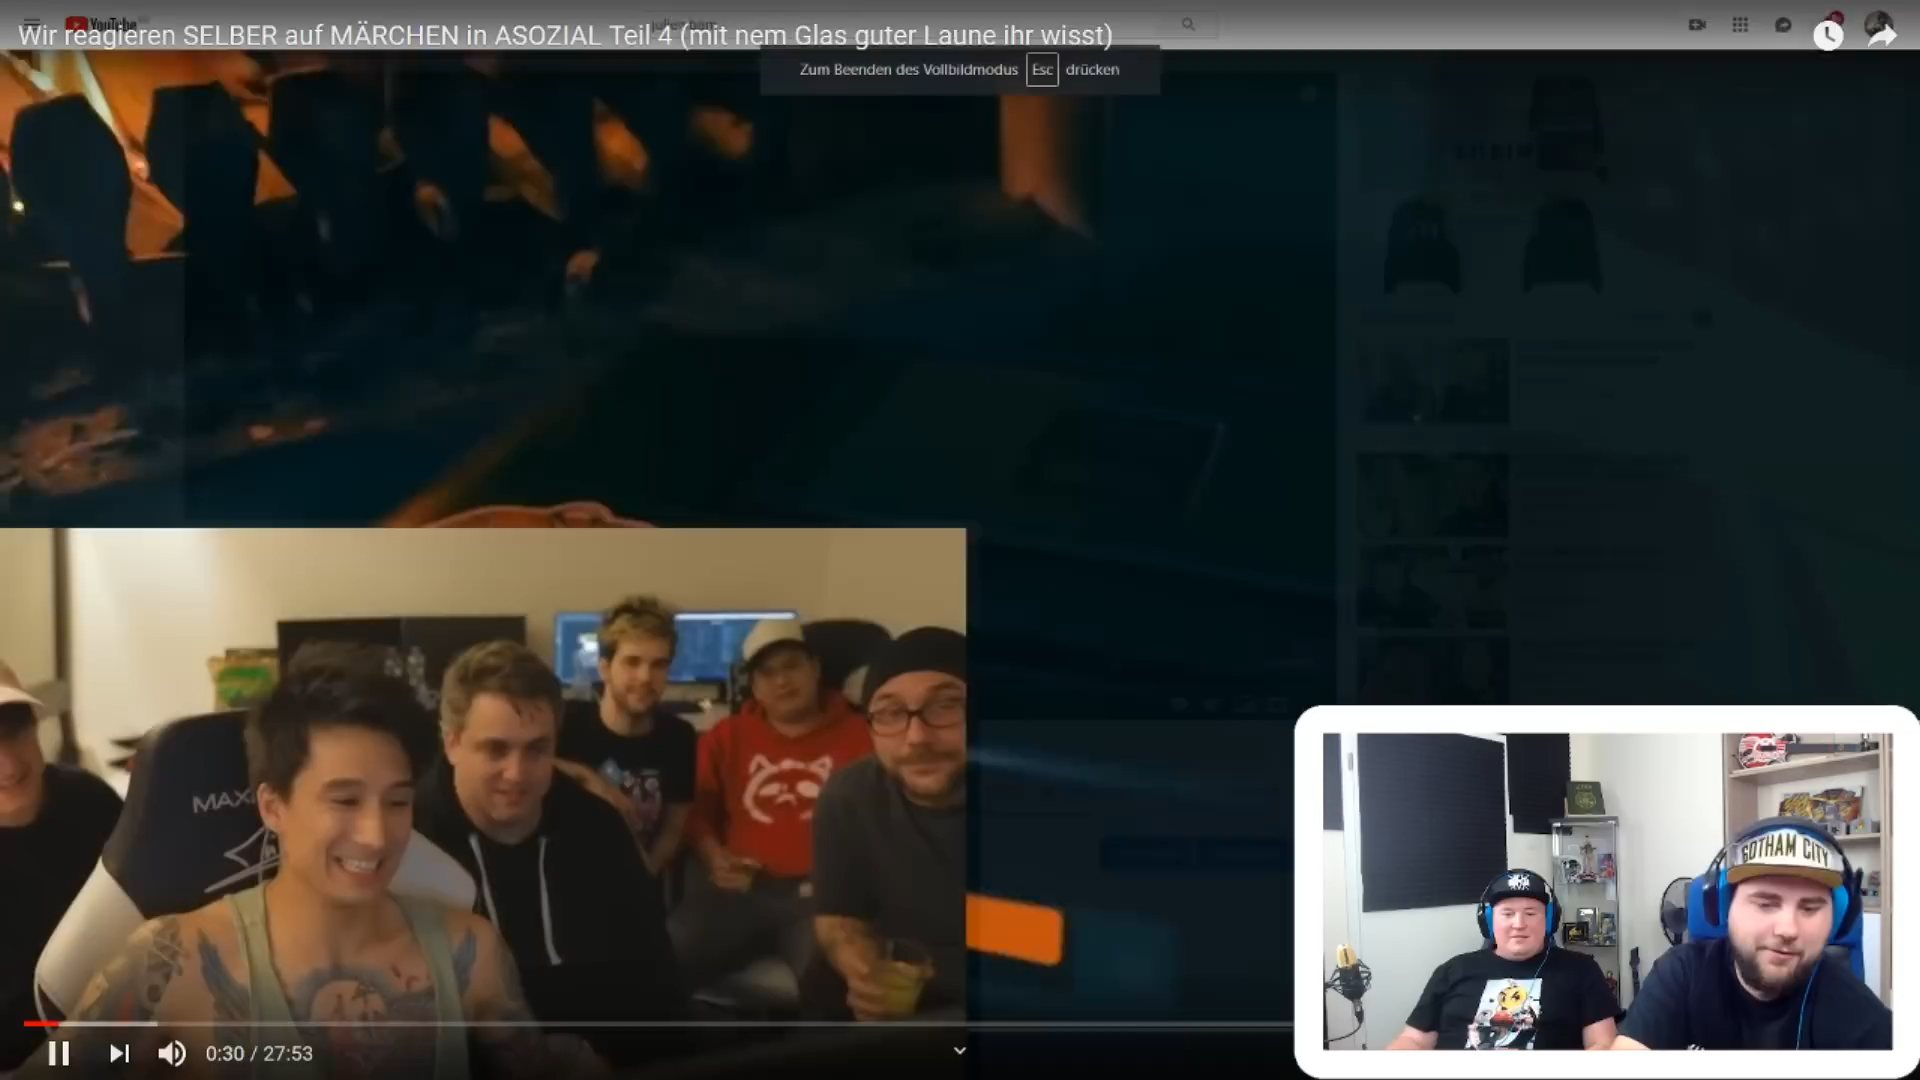 YouTube
Wir reagieren SELBER auf MÄRCHEN in ASOZIAL Teil 4 (mit nem Glas guter Laune ihr wisst)
Zum Beenden des Vollbildmodus Esc drücken
MAX
GOTHAM CITY
0:30 / 27:53